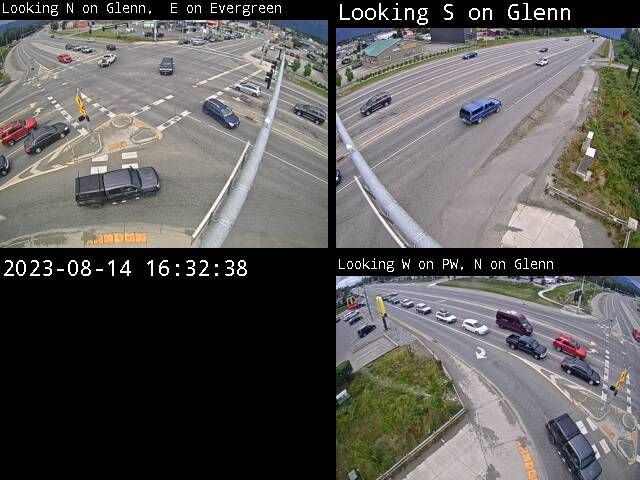 Looking N on Glenn,  E on Evergreen
Looking S on Glenn
2023-08-14 16:32:38
Looking W on PW, N on Glenn